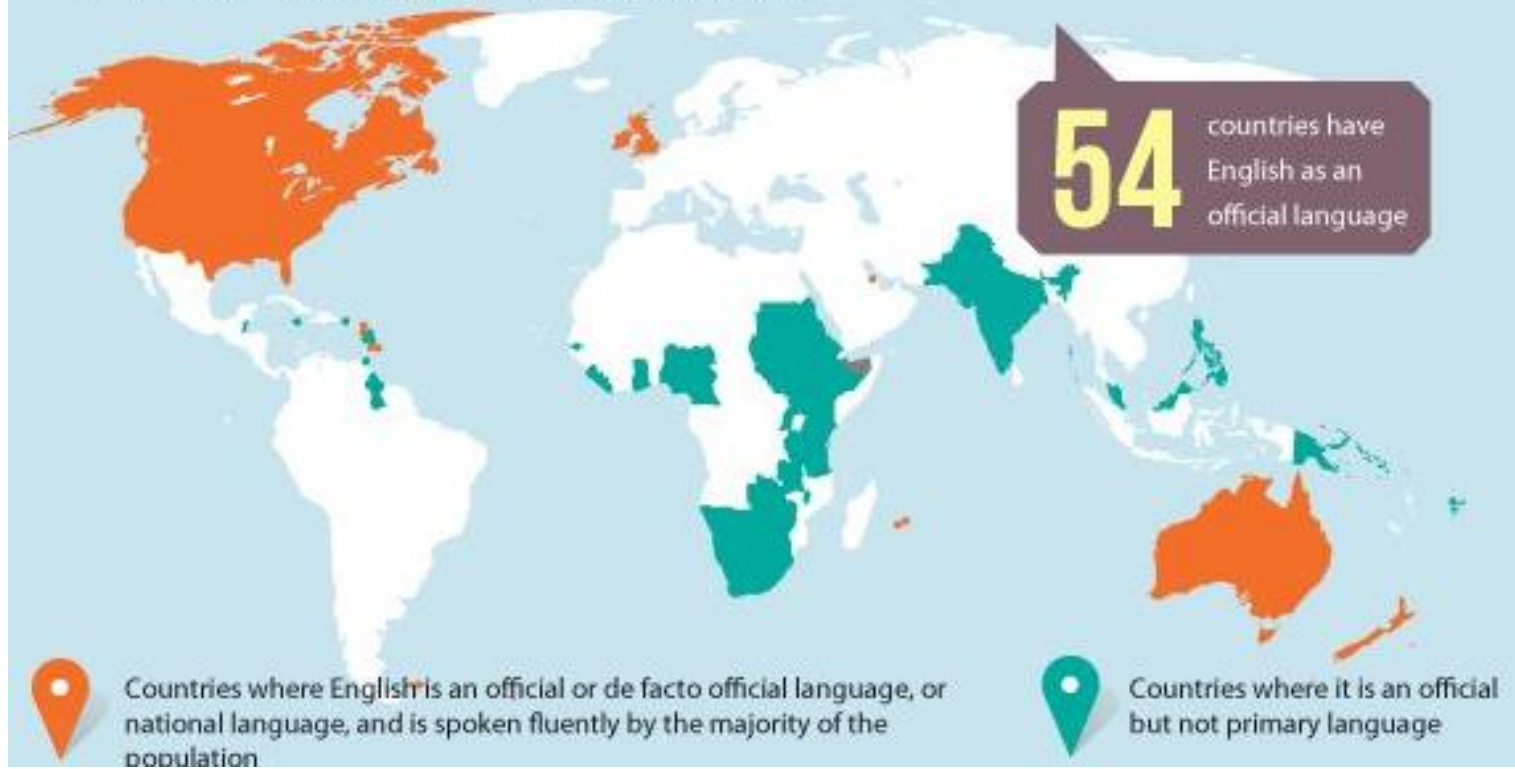 54
countries have
English as an
official language
Countries where English is an official or de facto official language, or
national language, and is spoken fluently by the majority of the
population
Countries where it is an official
but not primary language